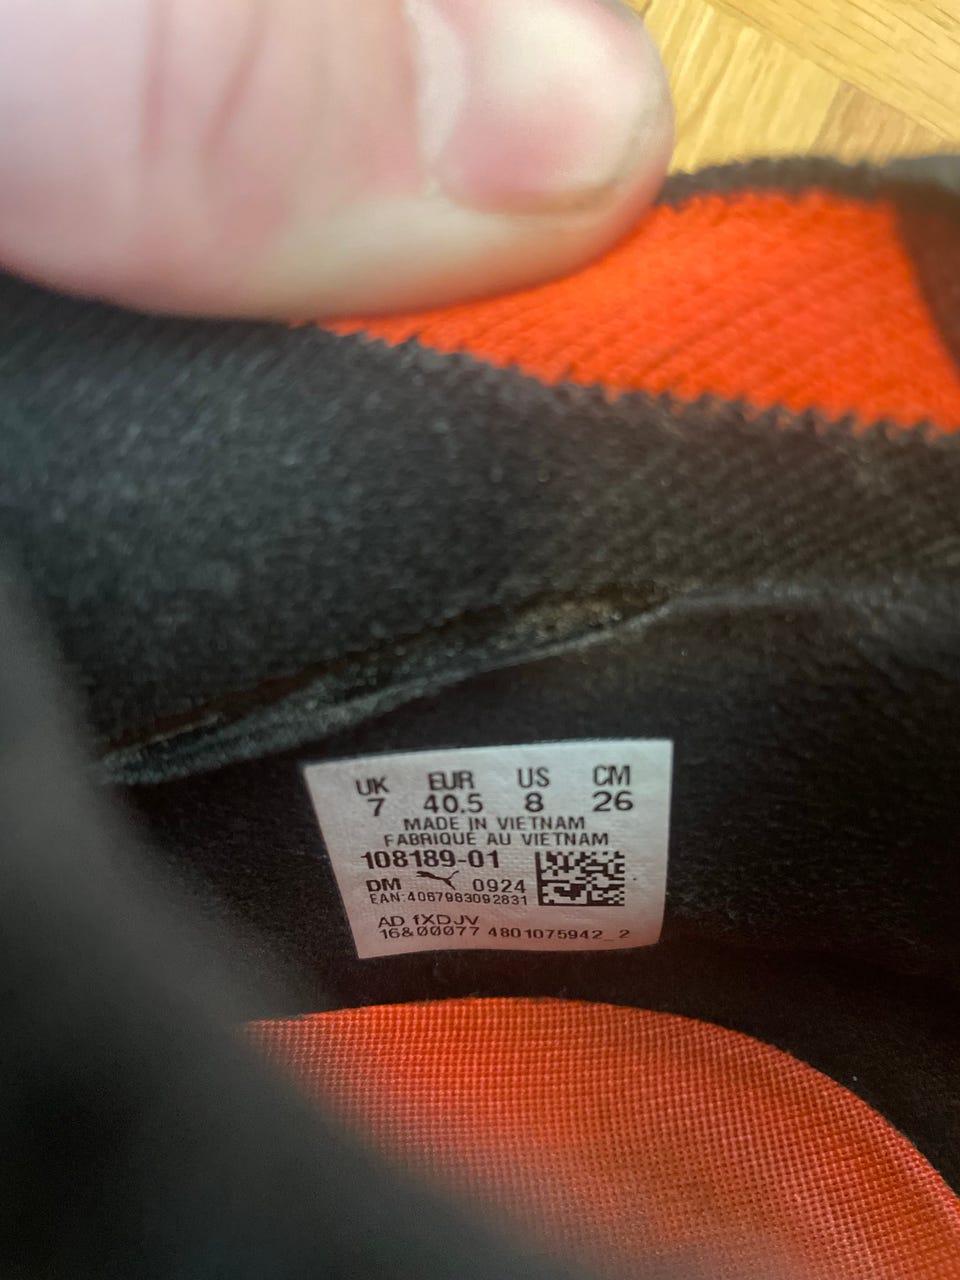 UK EUR US CM
7 40.5 8 26
MADE IN VIETNAM
FABRIQUE AU VIETNAM
108189-01
DM 0924
EAN:4067983092831
AD fXDJV
16&00077 4801075942_2